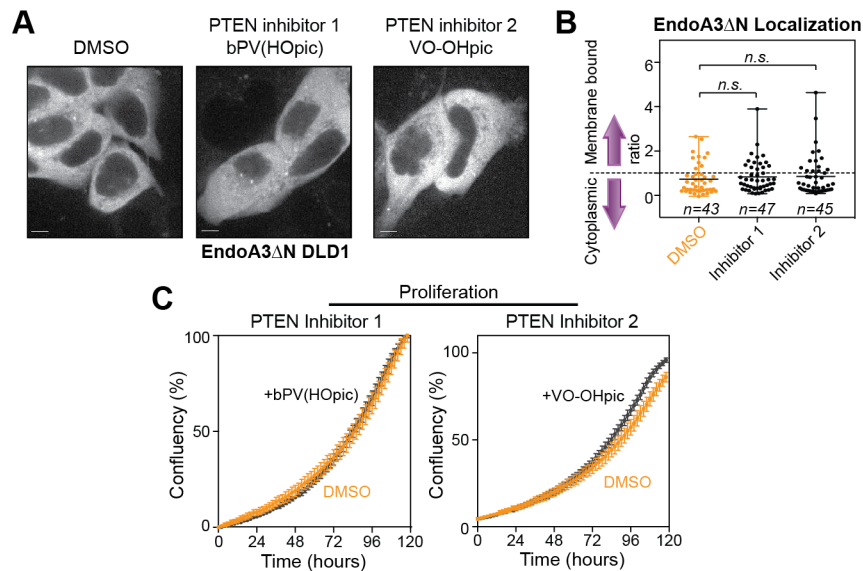 A
DMSO
PTEN inhibitor 1
bPV(HOpic)
PTEN inhibitor 2
VO-OHpic
EndoA3ΔN DLD1
B
EndoA3ΔN Localization
Cytoplasmic
Membrane bound
ratio
6
4
2
0
n.s.
n.s.
n=43
n=47
n=45
DMSO
Inhibitor 1
Inhibitor 2
C
Proliferation
PTEN Inhibitor 1
Confluency (%)
100
50
0
+bPV(HOpic)
DMSO
0 24 48 72 96 120
Time (hours)
PTEN Inhibitor 2
Confluency (%)
100
50
0
+VO-OHpic
DMSO
0 24 48 72 96 120
Time (hours)